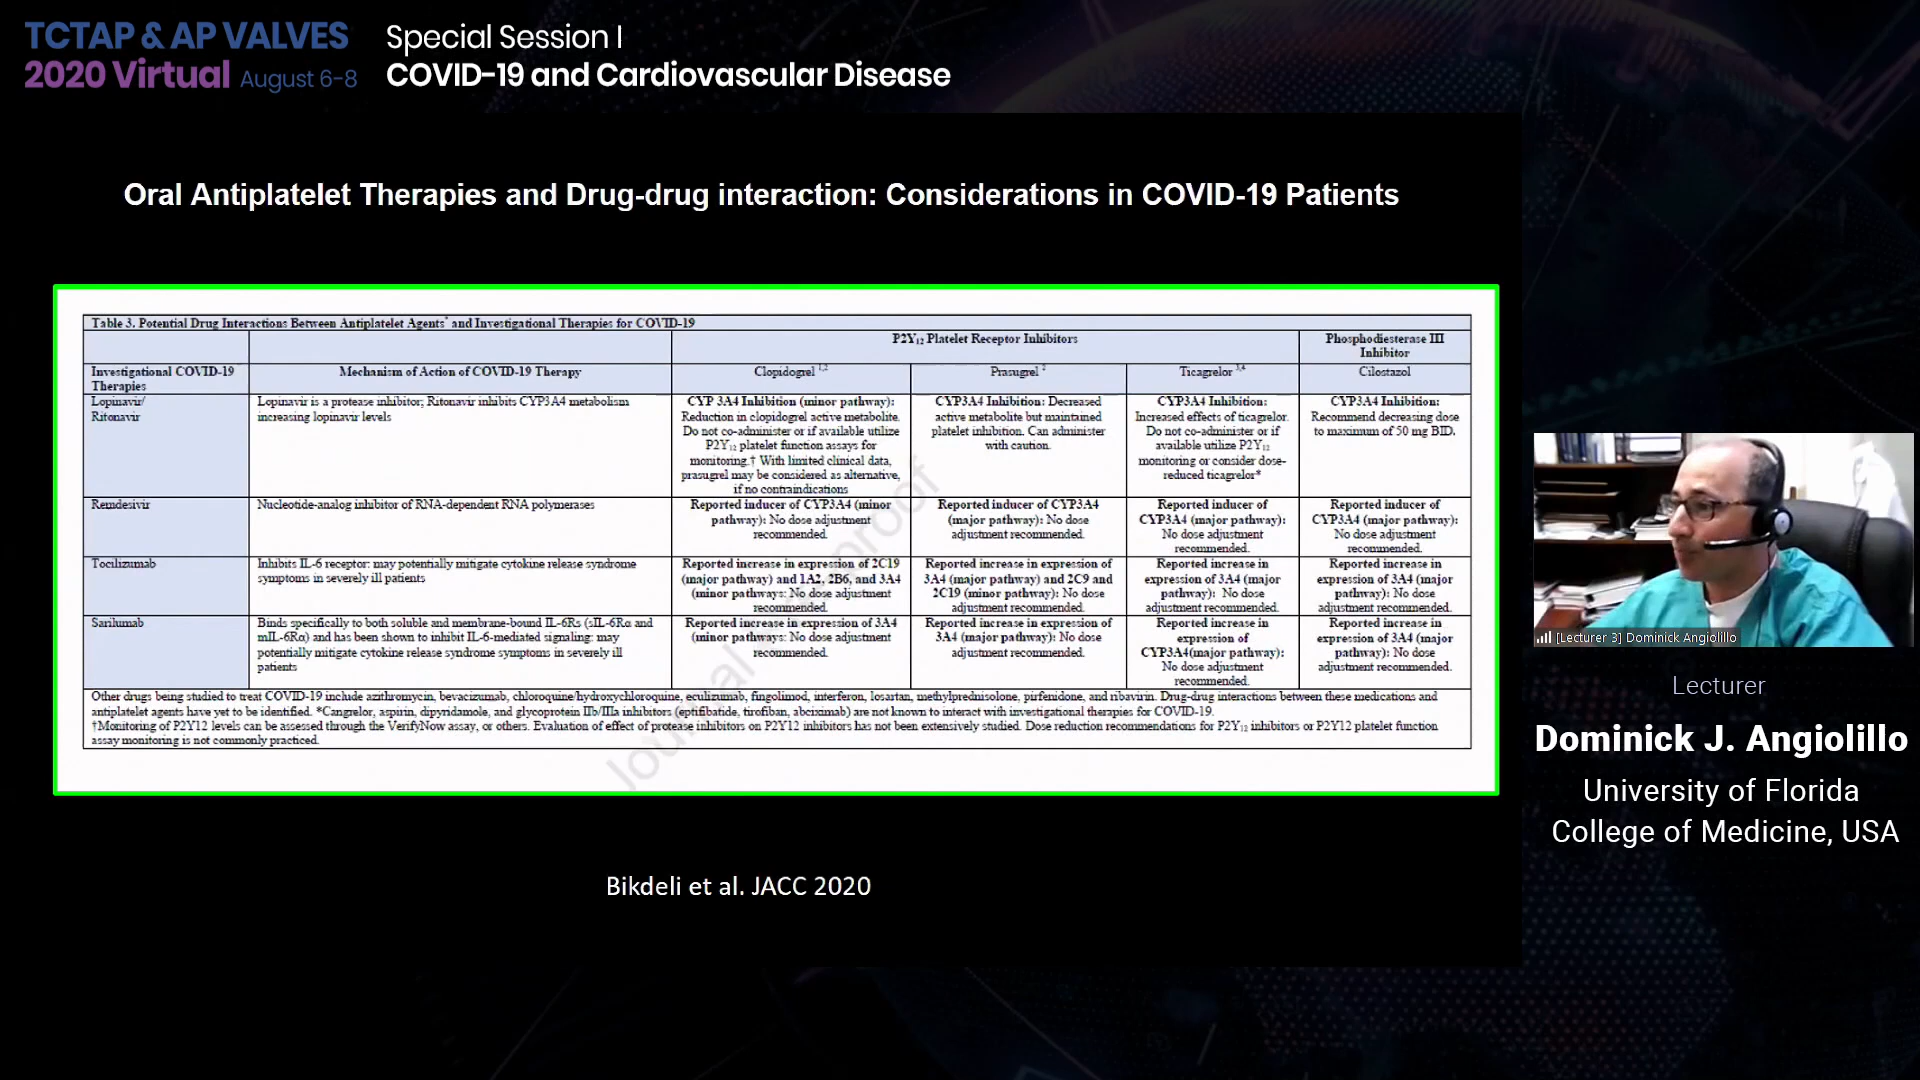 TCTAP & AP VALVES
2020 Virtual August 6-8
Special Session I
COVID-19 and Cardiovascular Disease
Oral Antiplatelet Therapies and Drug-drug interaction: Considerations in COVID-19 Patients
Table 3. Potential Drug Interactions Between Antiplatelet Agents* and Investigational Therapies for COVID-19
P2Y12 Platelet Receptor Inhibitors
Phosphodiesterase III
Inhibitor
Investigational COVID-19
Therapies
Mechanism of Action of COVID-19 Therapy
Clopidogrel 1,2
Prasugrel 2
Ticagrelor 3,4
Cilostazol
Lopinavir/
Ritonavir
Lopinavir is a protease inhibitor; Ritonavir inhibits CYP3A4 metabolism
increasing lopinavir levels
CYP 3A4 Inhibition (minor pathway):
Reduction in clopidogrel active metabolite.
Do not co-administer or if available utilize
P2Y12 platelet function assays for
monitoring.† With limited clinical data,
prasugrel may be considered as alternative,
if no contraindications
CYP3A4 Inhibition: Decreased
active metabolite but maintained
platelet inhibition. Can administer
with caution.
CYP3A4 Inhibition:
Increased effects of ticagrelor.
Do not co-administer or if
available utilize P2Y12
monitoring or consider dose-
reduced ticagrelor*
CYP3A4 Inhibition:
Recommend decreasing dose
to maximum of 50 mg BID.
Remdesivir
Nucleotide-analog inhibitor of RNA-dependent RNA polymerases
Reported inducer of CYP3A4 (minor
pathway): No dose adjustment
recommended.
Reported inducer of CYP3A4
(major pathway): No dose
adjustment recommended.
Reported inducer of
CYP3A4 (major pathway):
No dose adjustment
recommended.
Reported inducer of
CYP3A4 (major pathway):
No dose adjustment
recommended.
Tocilizumab
Inhibits IL-6 receptor: may potentially mitigate cytokine release syndrome
symptoms in severely ill patients
Reported increase in expression of 2C19
(major pathway) and 1A2, 2B6, and 3A4
(minor pathways: No dose adjustment
recommended.
Reported increase in expression of
3A4 (major pathway) and 2C9 and
2C19 (minor pathway): No dose
adjustment recommended.
Reported increase in
expression of 3A4 (major
pathway): No dose
adjustment recommended.
Reported increase in
expression of 3A4 (major
pathway): No dose
adjustment recommended.
Sarilumab
Binds specifically to both soluble and membrane-bound IL-6Rs (sIL-6Rα and
mIL-6Rα) and has been shown to inhibit IL-6-mediated signaling: may
potentially mitigate cytokine release syndrome symptoms in severely ill
patients
Reported increase in expression of 3A4
(minor pathways: No dose adjustment
recommended.
Reported increase in expression of
3A4 (major pathway): No dose
adjustment recommended.
Reported increase in
expression of
CYP3A4(major pathway):
No dose adjustment
recommended.
Reported increase in
expression of 3A4 (major
pathway): No dose
adjustment recommended.
Other drugs being studied to treat COVID-19 include azithromycin, bevacizumab, chloroquine/hydroxychloroquine, eculizumab, fingolimod, interferon, losartan, methylprednisolone, pirfenidone, and ribavirin. Drug-drug interactions between these medications and
antiplatelet agents have yet to be identified. *Cangrelor, aspirin, dipyridamole, and glycoprotein IIb/IIIa inhibitors (eptifibatide, tirofiban, abciximab) are not known to interact with investigational therapies for COVID-19.
†Monitoring of P2Y12 levels can be assessed through the VerifyNow assay, or others. Evaluation of effect of protease inhibitors on P2Y12 inhibitors has not been extensively studied. Dose reduction recommendations for P2Y12 inhibitors or P2Y12 platelet function
assay monitoring is not commonly practiced.
Journal
proof
Bikdeli et al. JACC 2020
[Lecturer 3] Dominick Angiolillo
Lecturer
Dominick J. Angiolillo
University of Florida
College of Medicine, USA